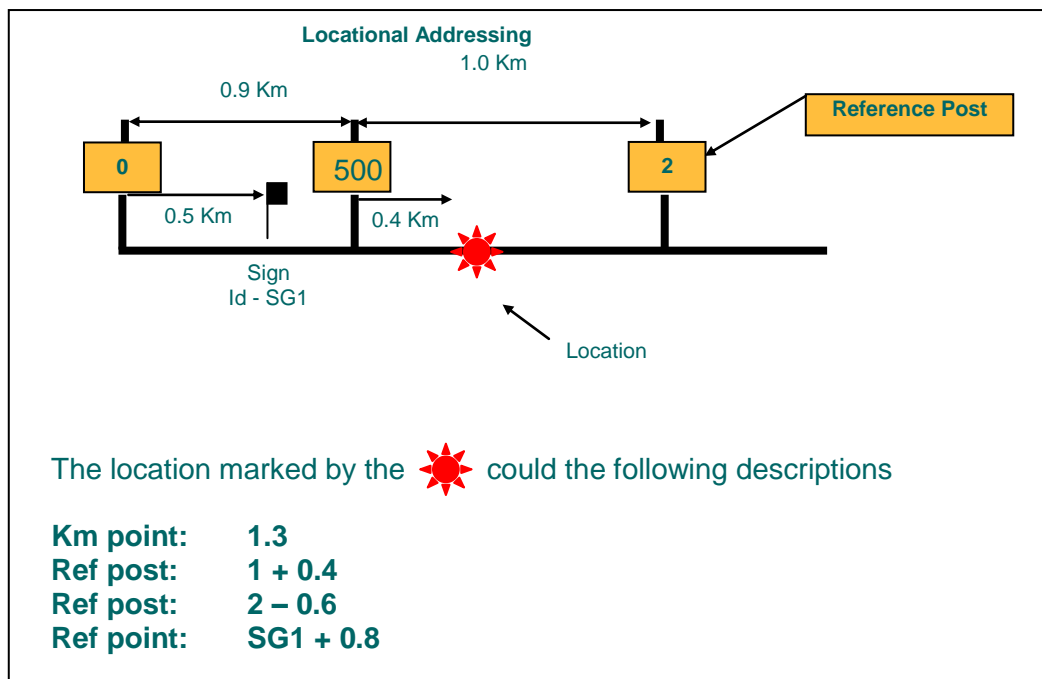 Locational Addressing
1.0 Km
0.9 Km
Reference Post
0
500
2
0.5 Km
0.4 Km
Sign
Id - SG1
Location
The location marked by the could the following descriptions
Km point: 1.3
Ref post: 1 + 0.4
Ref post: 2 – 0.6
Ref point: SG1 + 0.8